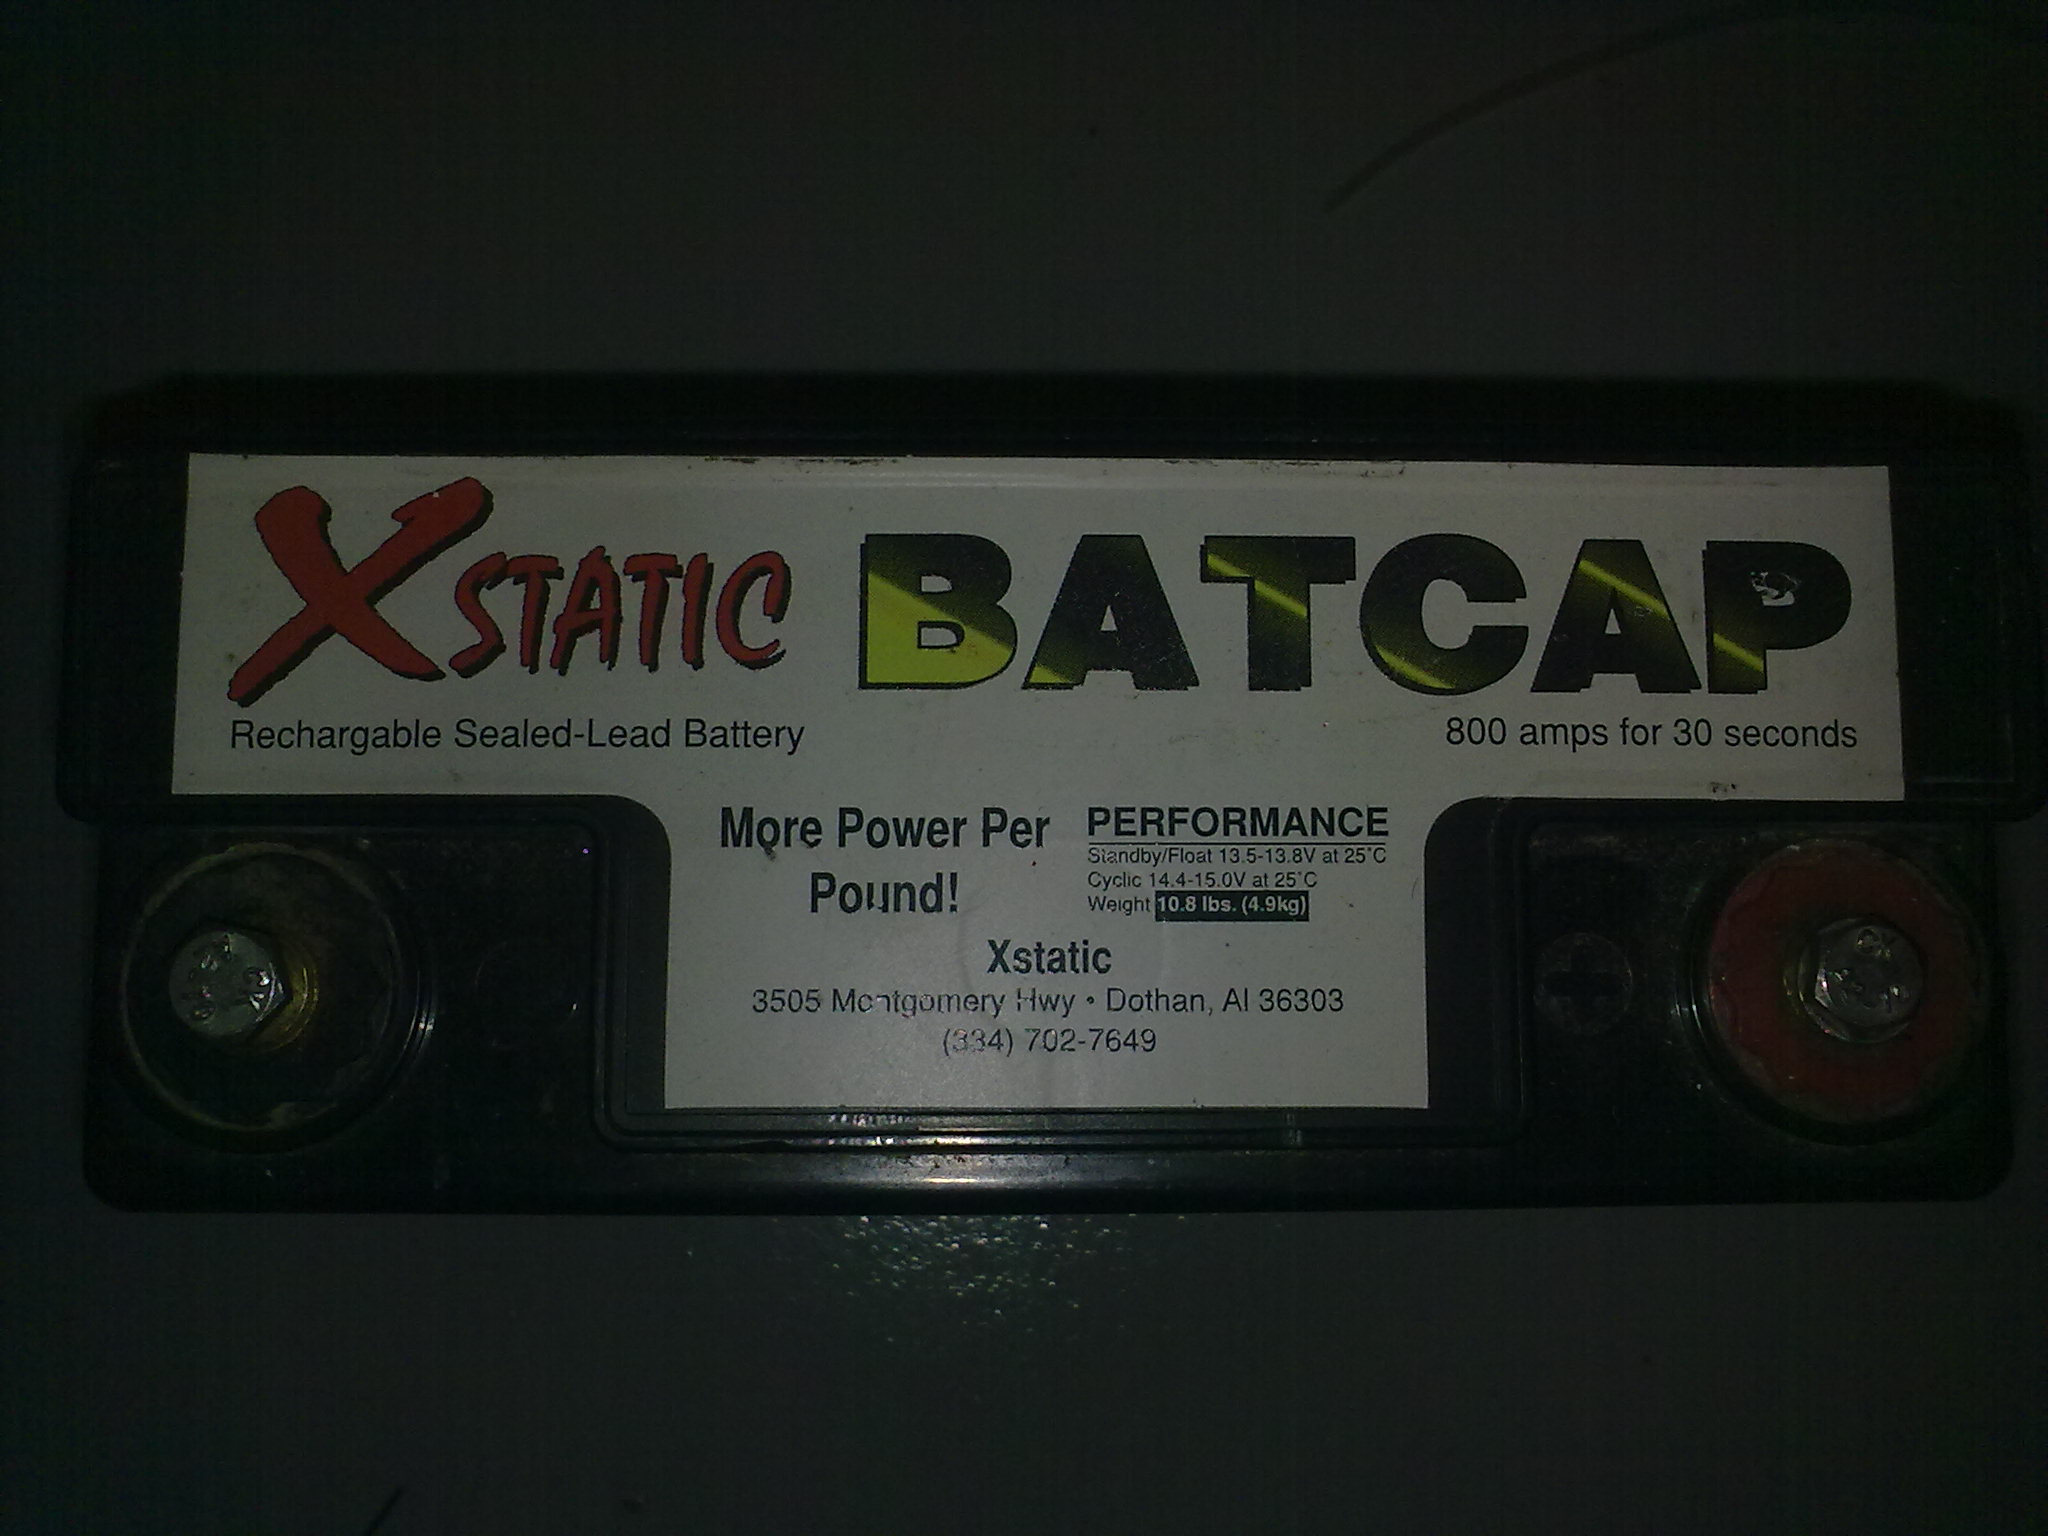 XSTATIC BATCAP
Rechargable Sealed-Lead Battery
800 amps for 30 seconds
More Power Per
Pound!
PERFORMANCE
Standby/Float 13.5-13.8V at 25°C
Cyclic 14.4-15.0V at 25°C
Weight 10.8 lbs. (4.9kg)
Xstatic
3505 Montgomery Hwy • Dothan, Al 36303
(334) 702-7649